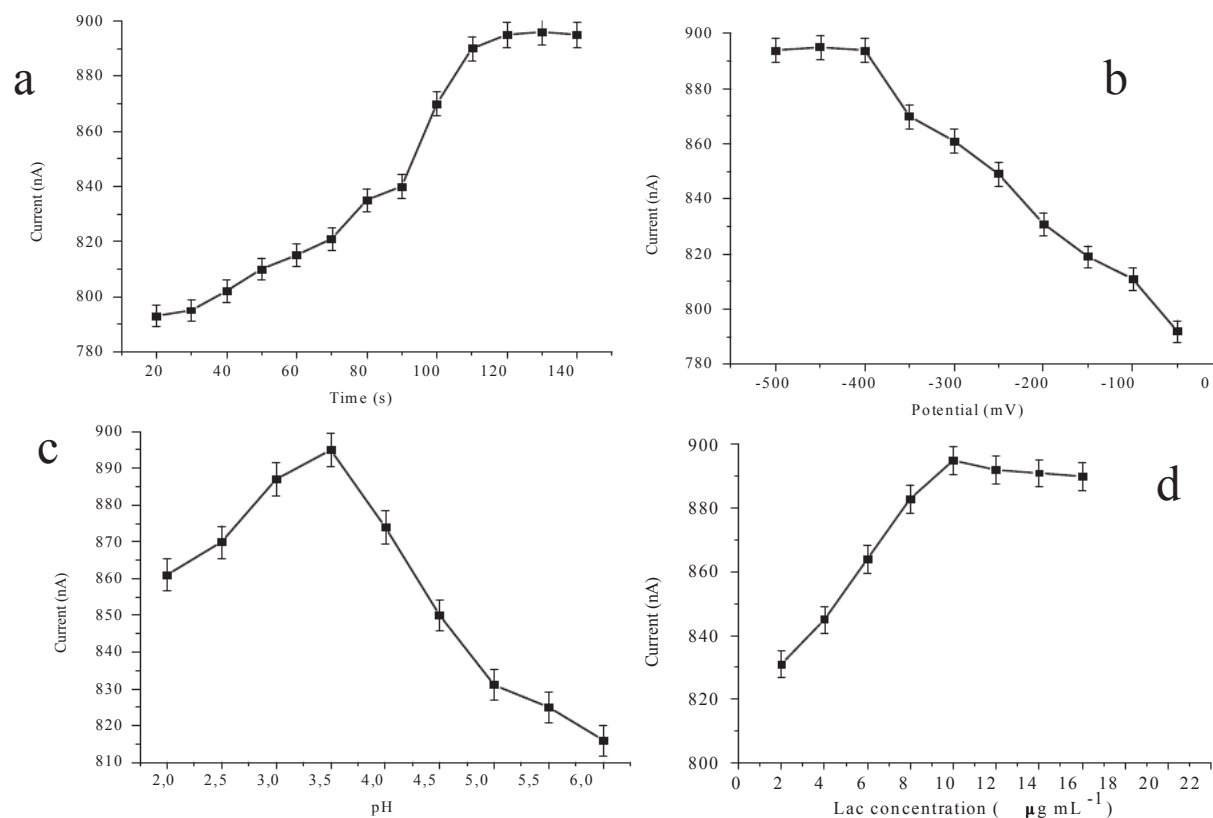 a
900
880
860
840
820
800
780
Current (nA)
20 40 60 80 100 120 140
Time (s)
b
900
880
860
840
820
800
780
Current (nA)
-500 -400 -300 -200 -100 0
Potential (mV)
c
900
890
880
870
860
850
840
830
820
810
Current (nA)
2,0 2,5 3,0 3,5 4,0 4,5 5,0 5,5 6,0
pH
d
900
880
860
840
820
800
Current (nA)
0 2 4 6 8 10 12 14 16 18 20 22
Lac concentration ( μg mL⁻¹)